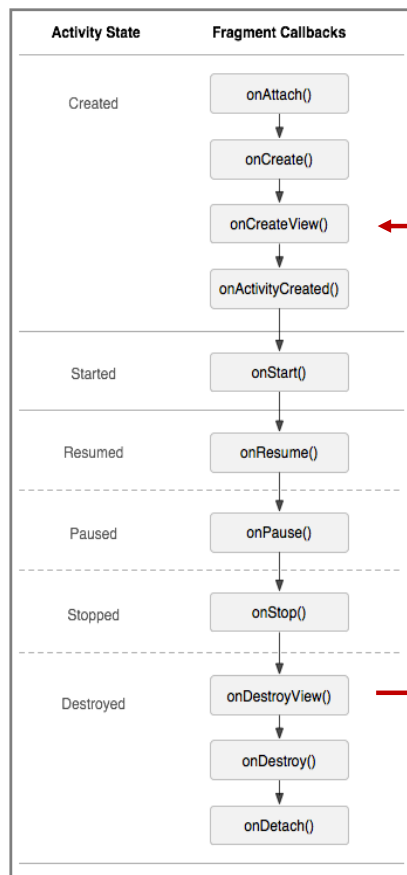 Activity State Fragment Callbacks
Created
onAttach()
onCreate()
onCreateView()
onActivityCreated()
Started onStart()
Resumed onResume()
Paused onPause()
Stopped onStop()
Destroyed onDestroyView()
onDestroy()
onDetach()